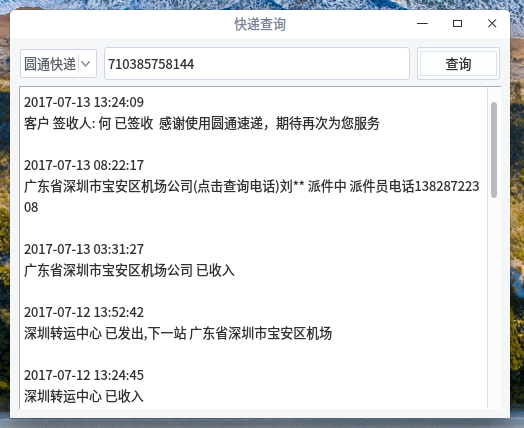 快递查询
圆通快递 710385758144 查询
2017-07-13 13:24:09
客户 签收人: 何 已签收 感谢使用圆通速递，期待再次为您服务
2017-07-13 08:22:17
广东省深圳市宝安区机场公司(点击查询电话)刘** 派件中 派件员电话138287223
08
2017-07-13 03:31:27
广东省深圳市宝安区机场公司 已收入
2017-07-12 13:52:42
深圳转运中心 已发出,下一站 广东省深圳市宝安区机场
2017-07-12 13:24:45
深圳转运中心 已收入